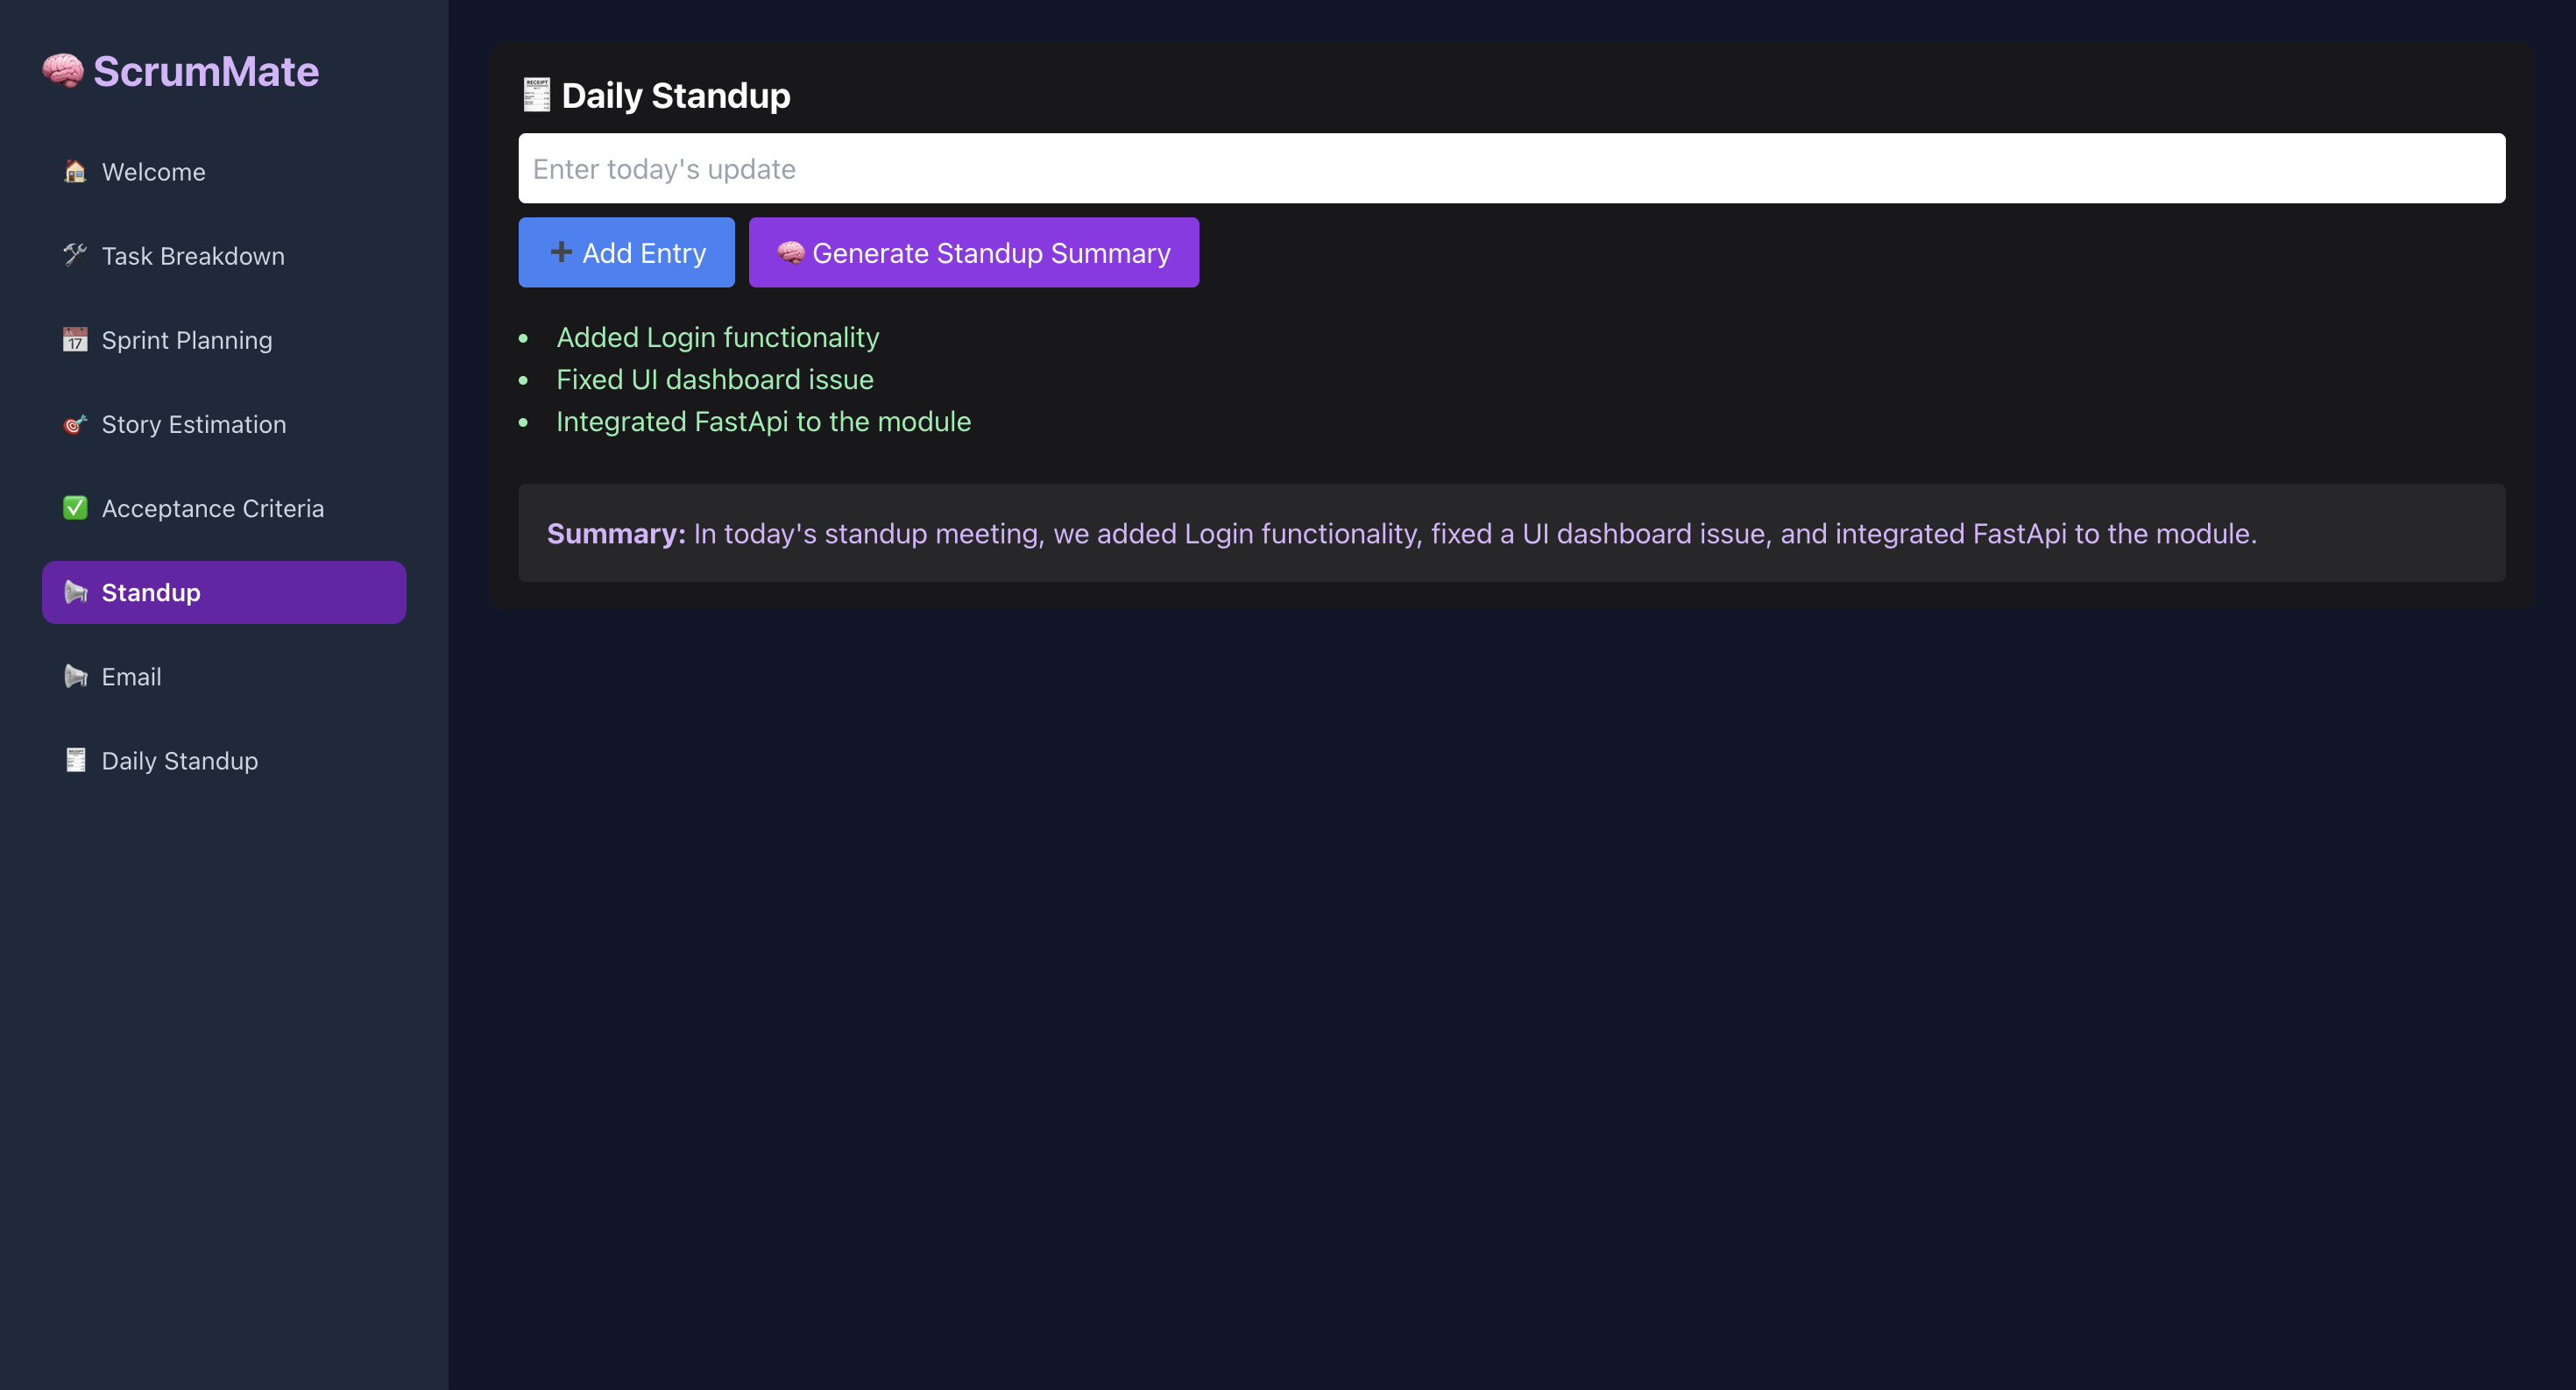 ScrumMate
Welcome
Task Breakdown
17 Sprint Planning
Story Estimation
Acceptance Criteria
Standup
Email
Daily Standup
Daily Standup
Enter today's update
Add Entry
Generate Standup Summary
• Added Login functionality
• Fixed UI dashboard issue
• Integrated FastApi to the module
Summary: In today's standup meeting, we added Login functionality, fixed a UI dashboard issue, and integrated FastApi to the module.